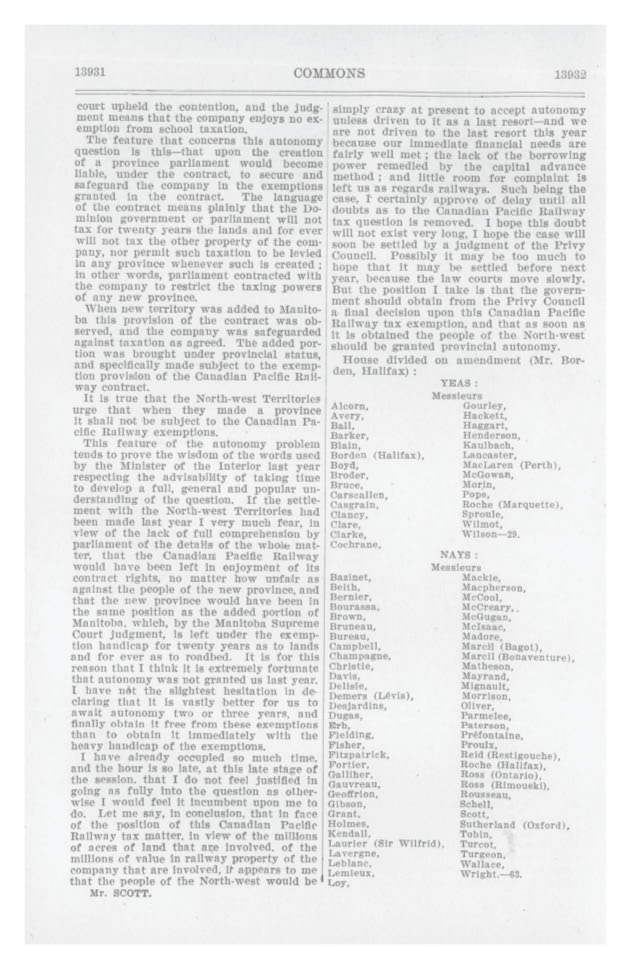 13931 COMMONS 13932
court upheld the contention, and the judg-
ment means that the company enjoys no ex-
emption from school taxation.
The feature that concerns this autonomy
question is this—that upon the creation
of a province parliament would become
liable, under the contract, to secure and
safeguard the company in the exemptions
granted in the contract. The language
of the contract means plainly that the Do-
minion government or parliament will not
tax for twenty years the lands and for ever
will not tax the other property of the com-
pany, nor permit such taxation to be levied
in any province whenever such is created ;
in other words, parliament contracted with
the company to restrict the taxing powers
of any new province.
When new territory was added to Manito-
ba this provision of the contract was ob-
served, and the company was safeguarded
against taxation as agreed. The added por-
tion was brought under provincial status,
and specifically made subject to the exemp-
tion provision of the Canadian Pacific Rail-
way contract.
It is true that the North-west Territories
urge that when they made a province
it shall not be subject to the Canadian Pa-
cific Railway exemptions.
This feature of the autonomy problem
tends to prove the wisdom of the words used
by the Minister of the Interior last year
respecting the advisability of taking time
to develop a full, general and popular un-
derstanding of the question. If the settle-
ment with the North-west Territories had
been made last year I very much fear, in
view of the lack of full comprehension by
parliament of the details of the whole mat-
ter, that the Canadian Pacific Railway
would have been left in enjoyment of its
contract rights, no matter how unfair as
against the people of the new province, and
that the new province would have been in
the same position as the added portion of
Manitoba, which, by the Manitoba Supreme
Court judgment, is left under the exemp-
tion handicap for twenty years as to lands
and for ever as to roadbed. It is for this
reason that I think it is extremely fortunate
that autonomy was not granted us last year.
I have not the slightest hesitation in de-
claring that it is vastly better for us to
await autonomy two or three years, and
finally obtain it free from these exemptions
than to obtain it immediately with the
heavy handicap of the exemptions.
I have already occupied so much time,
and the hour is so late, at this late stage of
the session, that I do not feel justified in
going as fully into the question as other-
wise I would feel it incumbent upon me to
do. Let me say, in conclusion, that in face
of the position of this Canadian Pacific
Railway tax matter, in view of the millions
of acres of land that are involved, of the
millions of value in railway property of the
company that are involved, it appears to me
that the people of the North-west would be
Mr. SCOTT.
simply crazy at present to accept autonomy
unless driven to it as a last resort—and we
are not driven to the last resort this year
because our immediate financial needs are
fairly well met ; the lack of the borrowing
power remedied by the capital advance
method ; and little room for complaint is
left us as regards railways. Such being the
case, I certainly approve of delay until all
doubts as to the Canadian Pacific Railway
tax question is removed. I hope this doubt
will not exist very long, I hope the case will
soon be settled by a judgment of the Privy
Council. Possibly it may be too much to
hope that it may be settled before next
year, because the law courts move slowly.
But the position I take is that the govern-
ment should obtain from the Privy Council
a final decision upon this Canadian Pacific
Railway tax exemption, and that as soon as
it is obtained the people of the North-west
should be granted provincial autonomy.
House divided on amendment (Mr. Bor-
den, Halifax) :
YEAS :
Messieurs
Alcorn, Gourley,
Avery, Hackett,
Ball, Haggart,
Barker, Henderson,
Blain, Kaulbach,
Borden (Halifax), Lancaster,
Boyd, MacLaren (Perth),
Broder, McGowan,
Bruce, Morin,
Carscallen, Pope,
Casgrain, Roche (Marquette),
Clancy, Sproule,
Clare, Wilmot,
Clarke, Wilson—29.
Cochrane,
NAYS :
Messieurs
Bazinet, Mackie,
Beith, Macpherson,
Bernier, McCool,
Bourassa, McCreary,
Brown, McGugan,
Bruneau, McIsaac,
Bureau, Madore,
Campbell, Marcil (Bagot),
Champagne, Marcil (Bonaventure),
Christie, Matheson,
Davis, Mayrand,
Delisle, Mignault,
Demers (Lévis), Morrison,
Desjardins, Oliver,
Dugas, Parmelee,
Erb, Paterson,
Fielding, Préfontaine,
Fisher, Proulx,
Fitzpatrick, Reid (Restigouche),
Fortier, Roche (Halifax),
Galliher, Ross (Ontario),
Gauvreau, Ross (Rimouski),
Geoffrion, Rousseau,
Gibson, Schell,
Grant, Scott,
Holmes, Sutherland (Oxford),
Kendall, Tobin,
Laurier (Sir Wilfrid), Turcot,
Lavergne, Turgeon,
Leblanc, Wallace,
Lemieux, Wright.—63.
Loy,